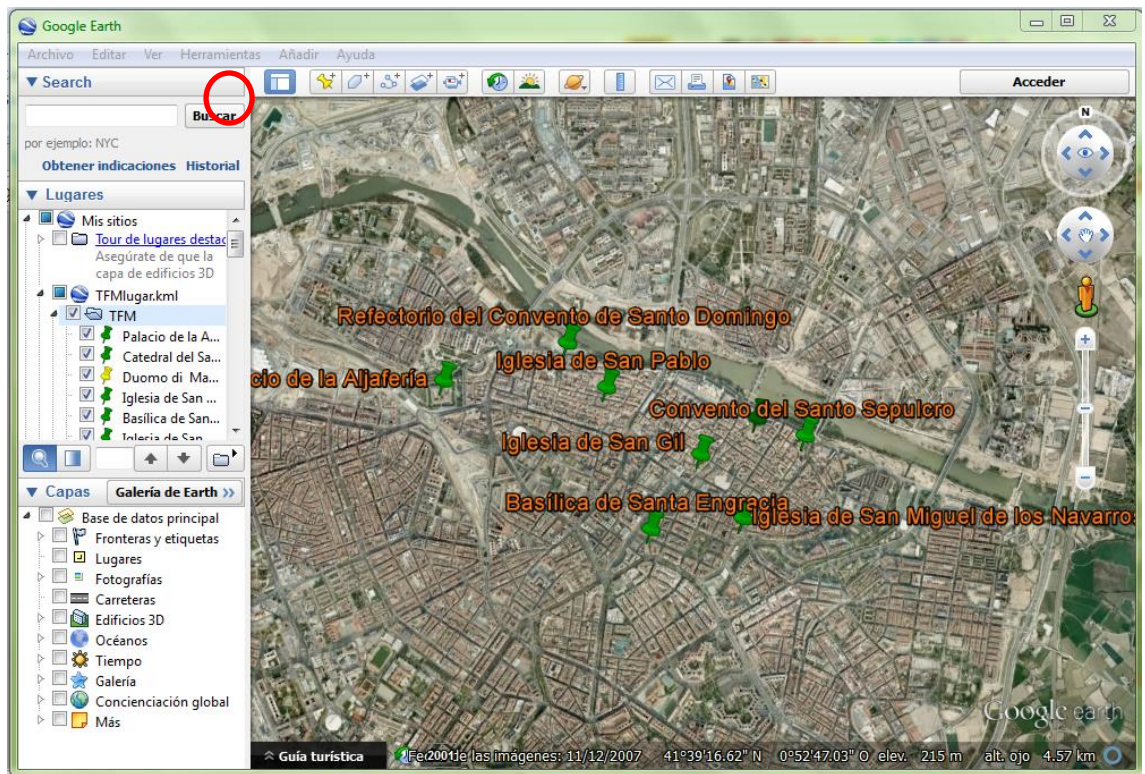 Google Earth
Archivo Editar Ver Herramientas Añadir Ayuda
Search
Buscar
por ejemplo: NYC
Obtener indicaciones Historial
Lugares
Mis sitios
Tour de lugares destac
Asegúrate de que la
capa de edificios 3D
TFMlugar.kml
TFM
Palacio de la A...
Catedral del Sa...
Duomo di Ma...
Iglesia de San ...
Basílica de San...
Iglesia de San
Capas Galería de Earth >>
Base de datos principal
Fronteras y etiquetas
Lugares
Fotografías
Carreteras
Edificios 3D
Océanos
Tiempo
Galería
Concienciación global
Más
Acceder
N
Refectorio del Convento de Santo Domingo
Iglesia de San Pablo
cio de la Aljafería
Convento del Santo Sepulcro
Iglesia de San Gil
Basílica de Santa Engracia
Iglesia de San Miguel de los Navarros
Google earth
Guía turística 2001 de las imágenes: 11/12/2007 41°39'16.62" N 0°52'47.03" O elev. 215 m alt. ojo 4.57 km